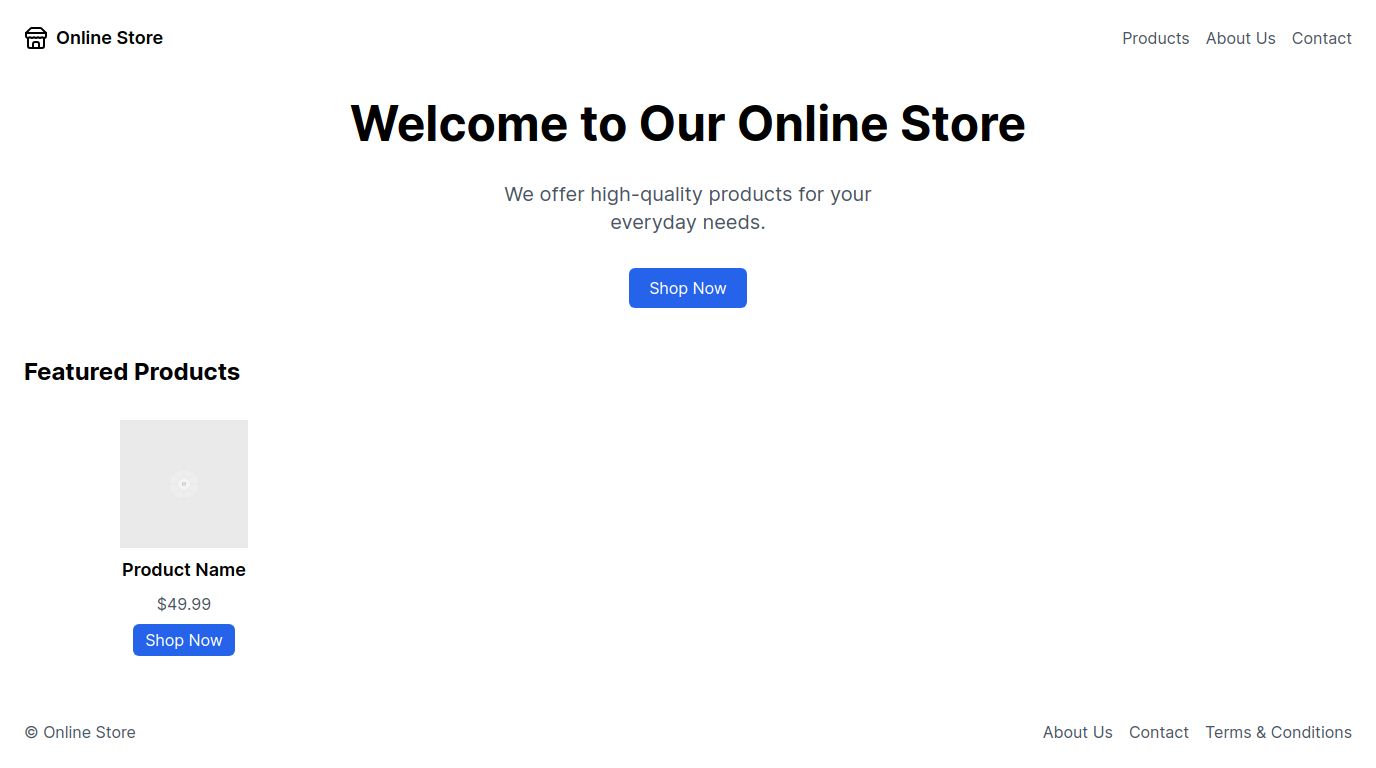 Online Store
Products About Us Contact
Welcome to Our Online Store
We offer high-quality products for your
everyday needs.
Shop Now
Featured Products
Product Name
$49.99
Shop Now
© Online Store
About Us Contact Terms & Conditions